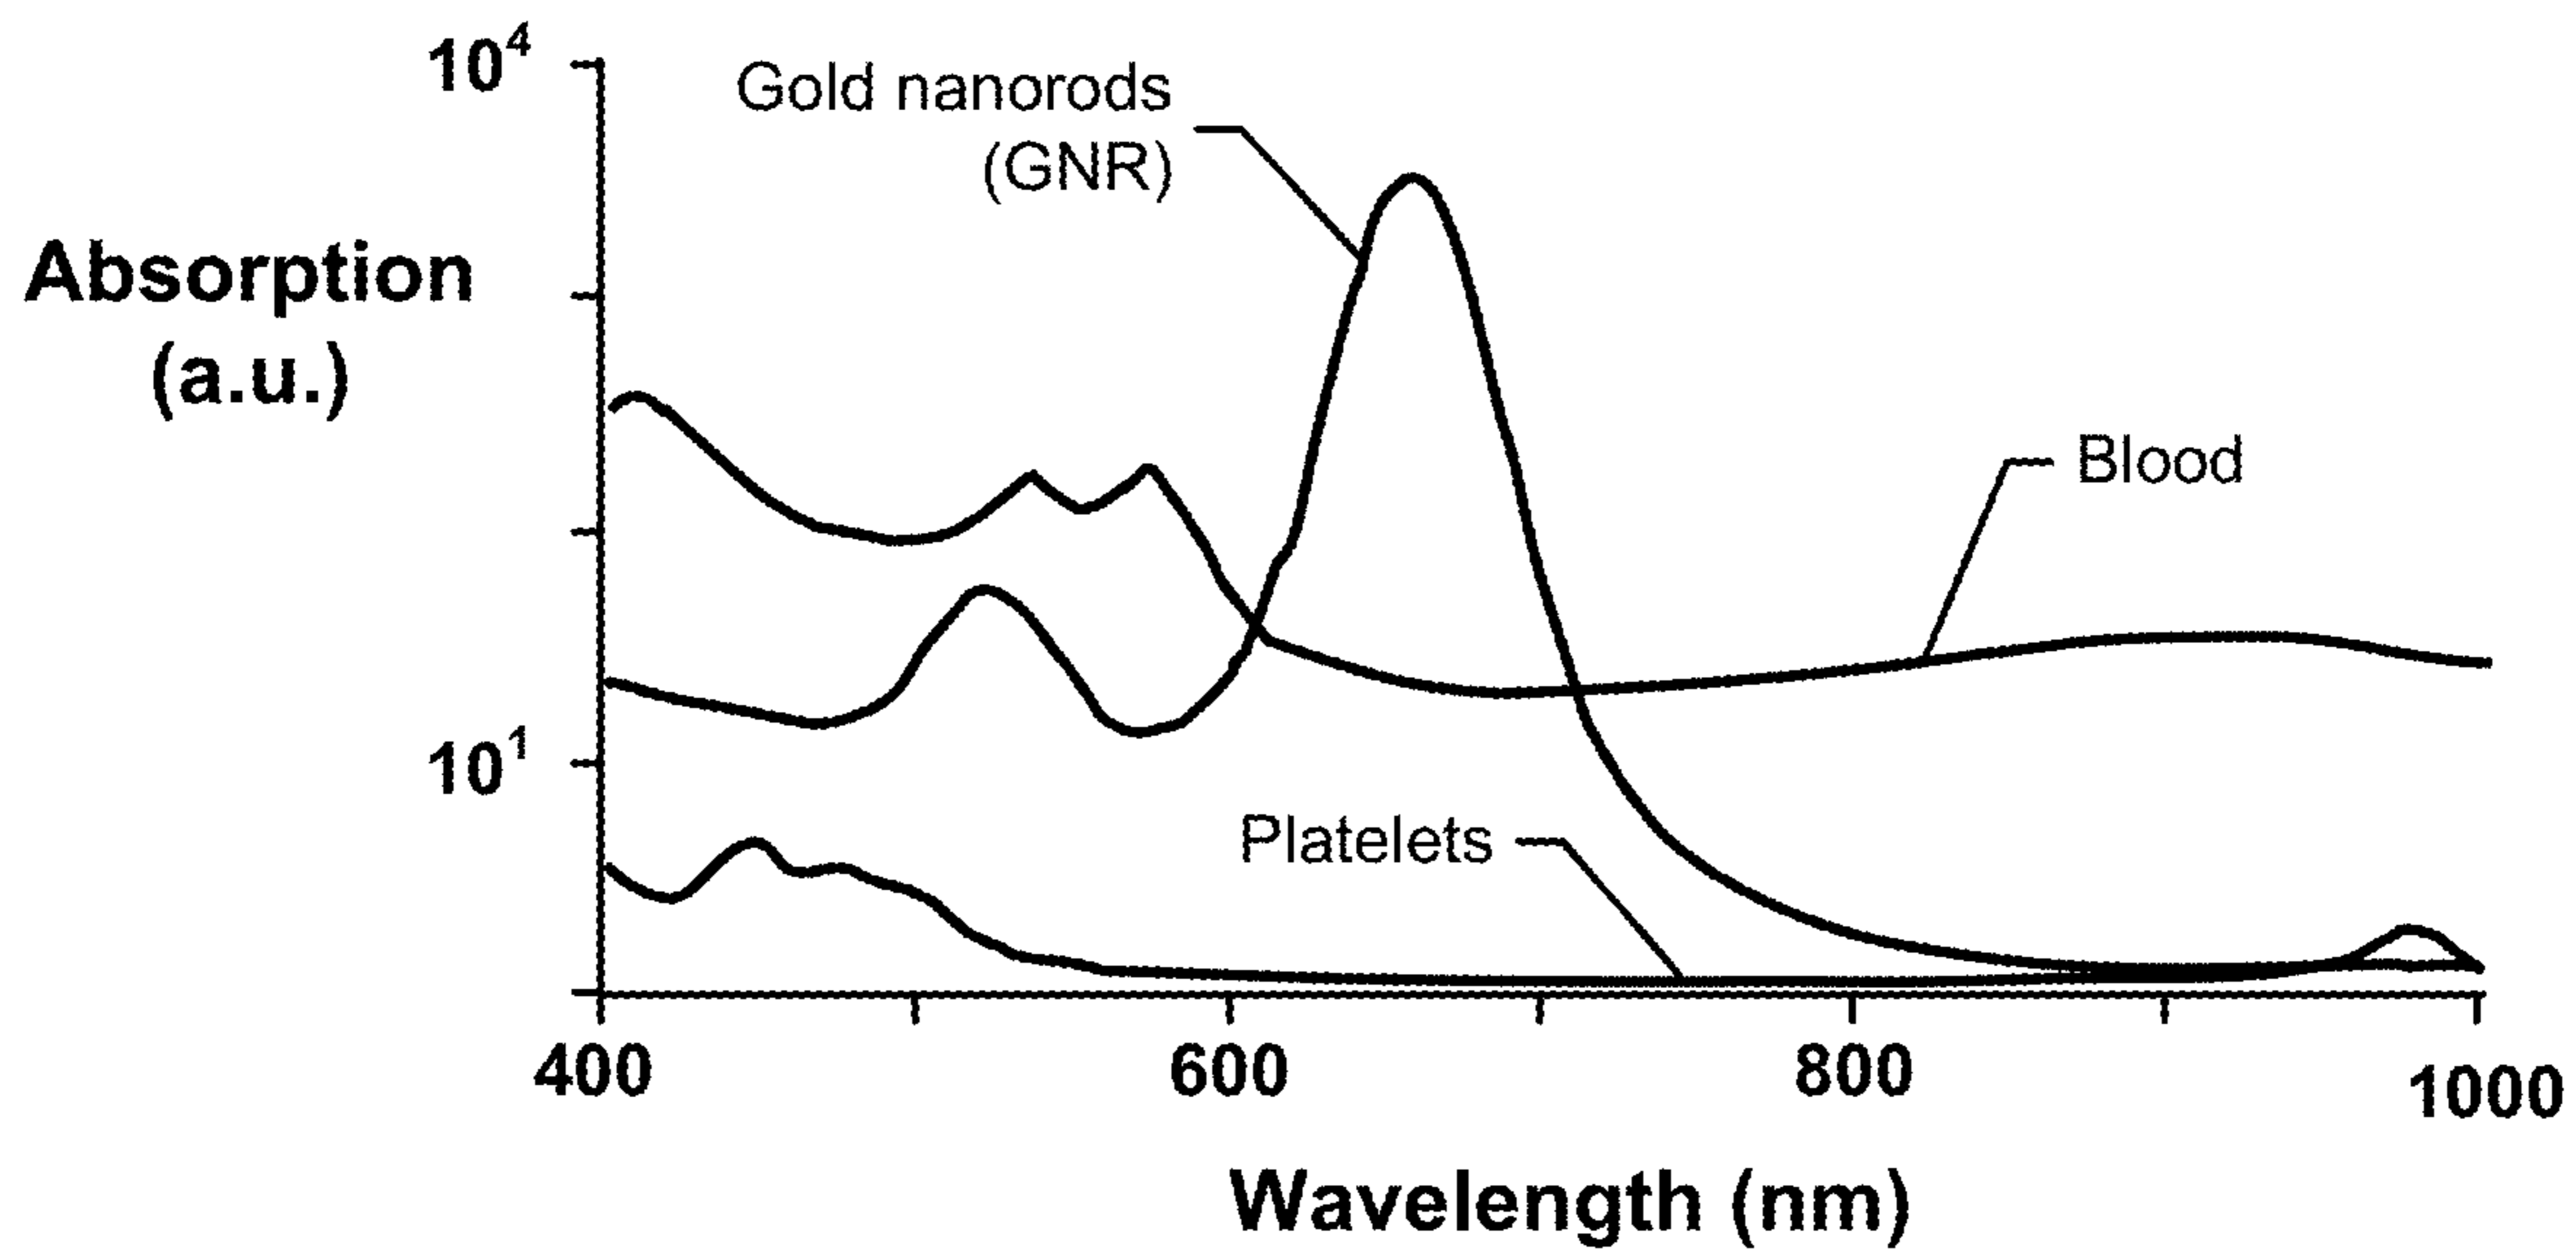 10⁴
Gold nanorods
(GNR)
Absorption
(a.u.)
Blood
10¹
Platelets
400
600
800
1000
Wavelength (nm)